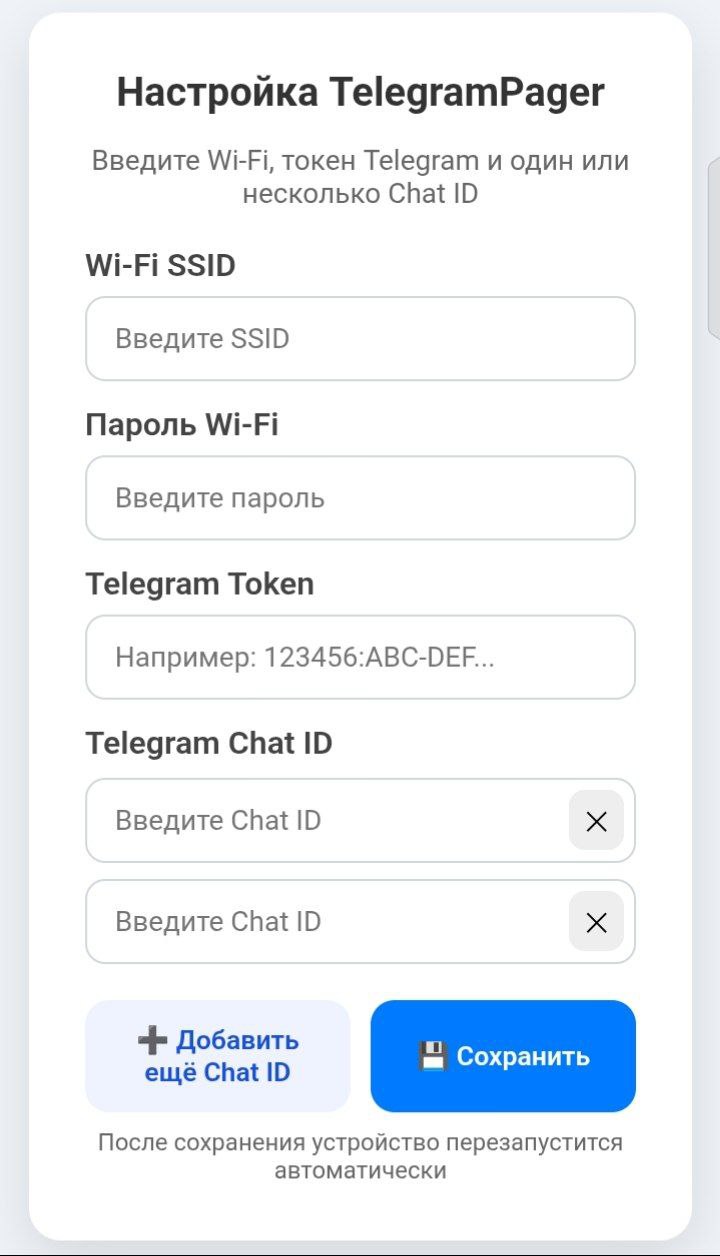 Настройка TelegramPager
Введите Wi-Fi, токен Telegram и один или
несколько Chat ID
Wi-Fi SSID
Введите SSID
Пароль Wi-Fi
Введите пароль
Telegram Token
Например: 123456:ABC-DEF...
Telegram Chat ID
Введите Chat ID
Введите Chat ID
➕ Добавить
ещё Chat ID
💾 Сохранить
После сохранения устройство перезапустится
автоматически